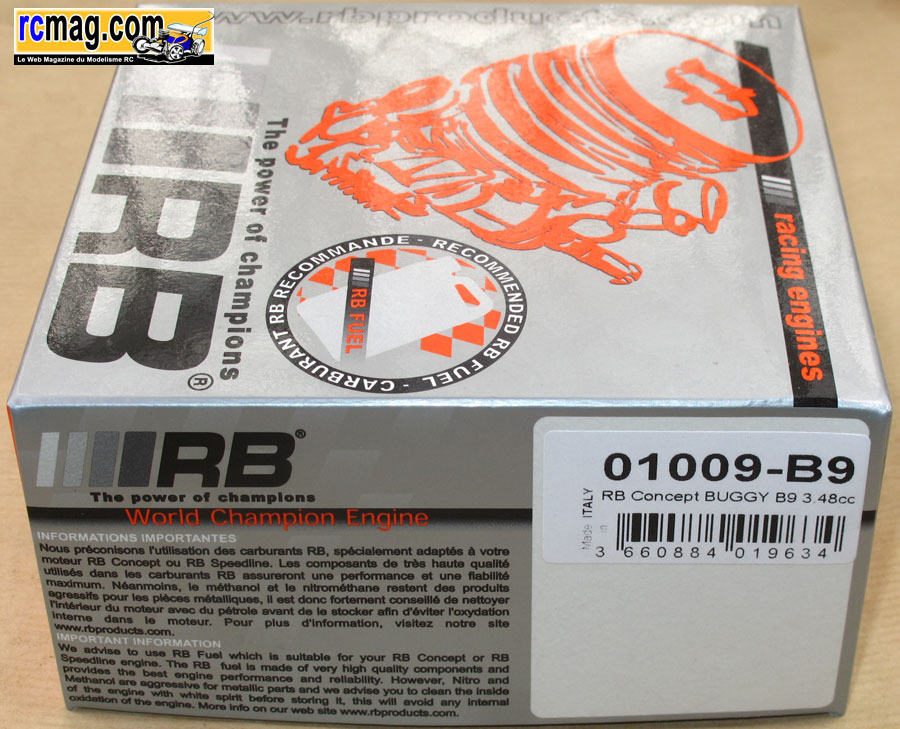 rcmag.com
Le Web Magazine du Modelisme RC
www.rbproducts.com
RB®
The power of champions
racing engines
CARBURANT RB RECOMMANDE - RECOMMENDED RB FUEL -
RB FUEL
RB®
The power of champions
World Champion Engine
INFORMATIONS IMPORTANTES
Nous préconisons l'utilisation des carburants RB, spécialement adaptés à votre
moteur RB Concept ou RB Speedline. Les composants de très haute qualité
utilisés dans les carburants RB assureront une performance et une fiabilité
maximum. Néanmoins, le méthanol et le nitrométhane restent des produits
agressifs pour les pièces métalliques, il est donc fortement conseillé de nettoyer
l'intérieur du moteur avec du pétrole avant de le stocker afin d'éviter l'oxydation
interne dans le moteur. Pour plus d'information, visitez notre site
www.rbproducts.com.
IMPORTANT INFORMATION
We advise to use RB Fuel which is suitable for your RB Concept or RB
Speedline engine. The RB fuel is made of very high quality components and
provides the best engine performance and reliability. However, Nitro and
Methanol are aggressive for metallic parts and we advise you to clean the inside
of the engine with white spirit before storing it, this will avoid any internal
oxidation of the engine. More info on our web site www.rbproducts.com.
01009-B9
RB Concept BUGGY B9 3.48cc
Made in ITALY
3 660884 019634